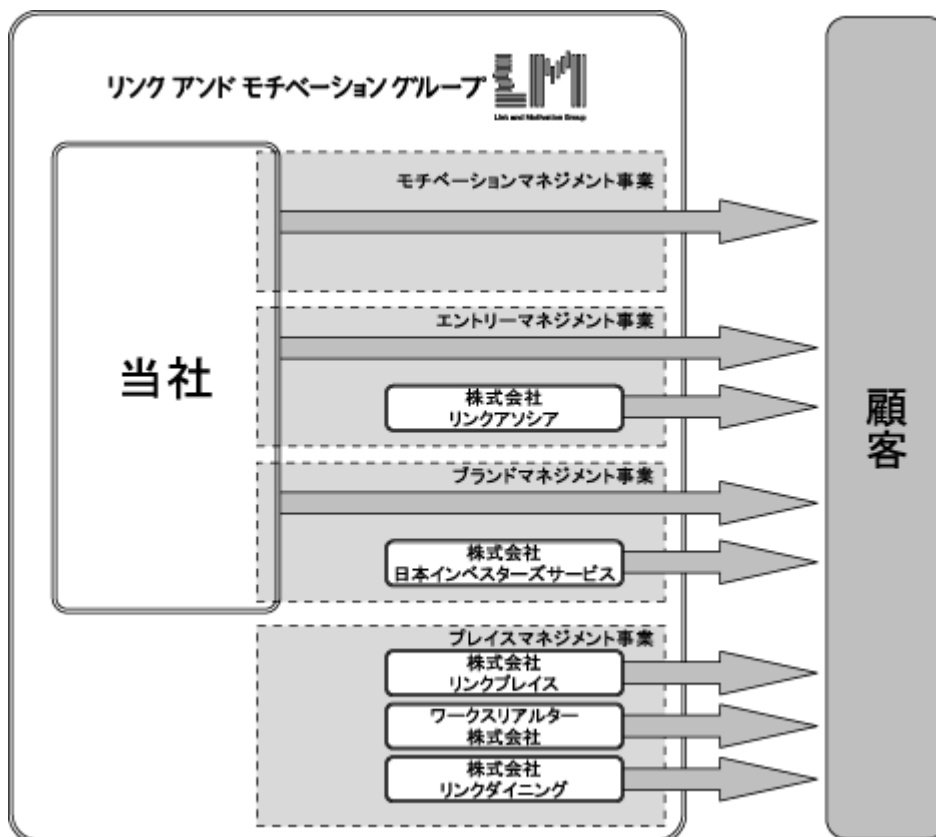 リンク アンド モチベーション グループ
Link and Motivation Group
モチベーションマネジメント事業
エントリーマネジメント事業
当社
株式会社
リンクアソシア
顧客
ブランドマネジメント事業
株式会社
日本インベスターズサービス
プレイスマネジメント事業
株式会社
リンクプレイス
ワークスリアルター
株式会社
株式会社
リンクダイニング